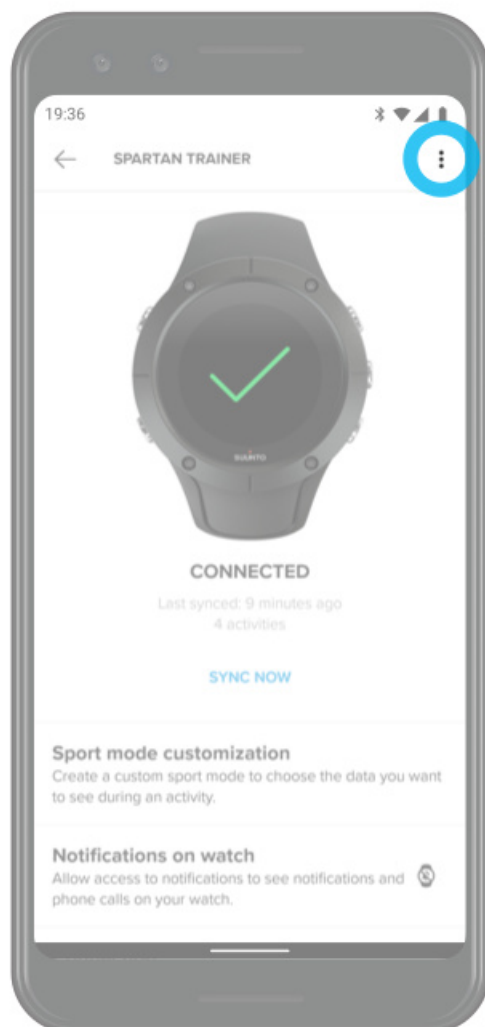 19:36
SPARTAN TRAINER
SUUNTO
CONNECTED
Last synced: 9 minutes ago
4 activities
SYNC NOW
Sport mode customization
Create a custom sport mode to choose the data you want
to see during an activity.
Notifications on watch
Allow access to notifications to see notifications and
phone calls on your watch.